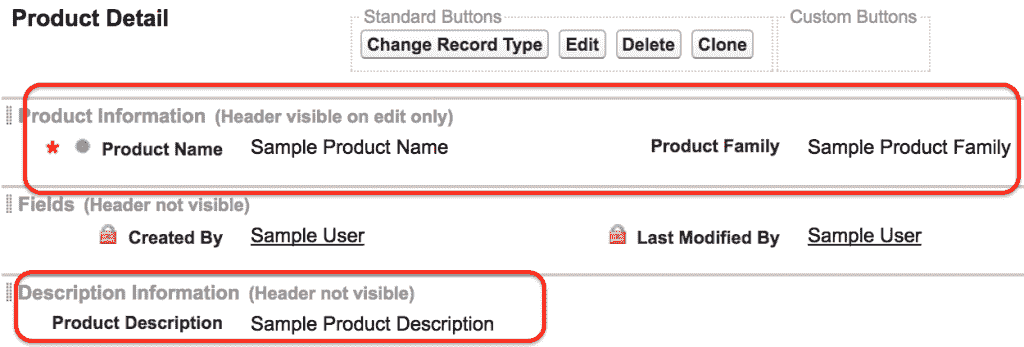 Product Detail
Standard Buttons
Custom Buttons
Change Record Type Edit Delete Clone
Product Information (Header visible on edit only)
* Product Name Sample Product Name Product Family Sample Product Family
Fields (Header not visible)
Created By Sample User Last Modified By Sample User
Description Information (Header not visible)
Product Description Sample Product Description